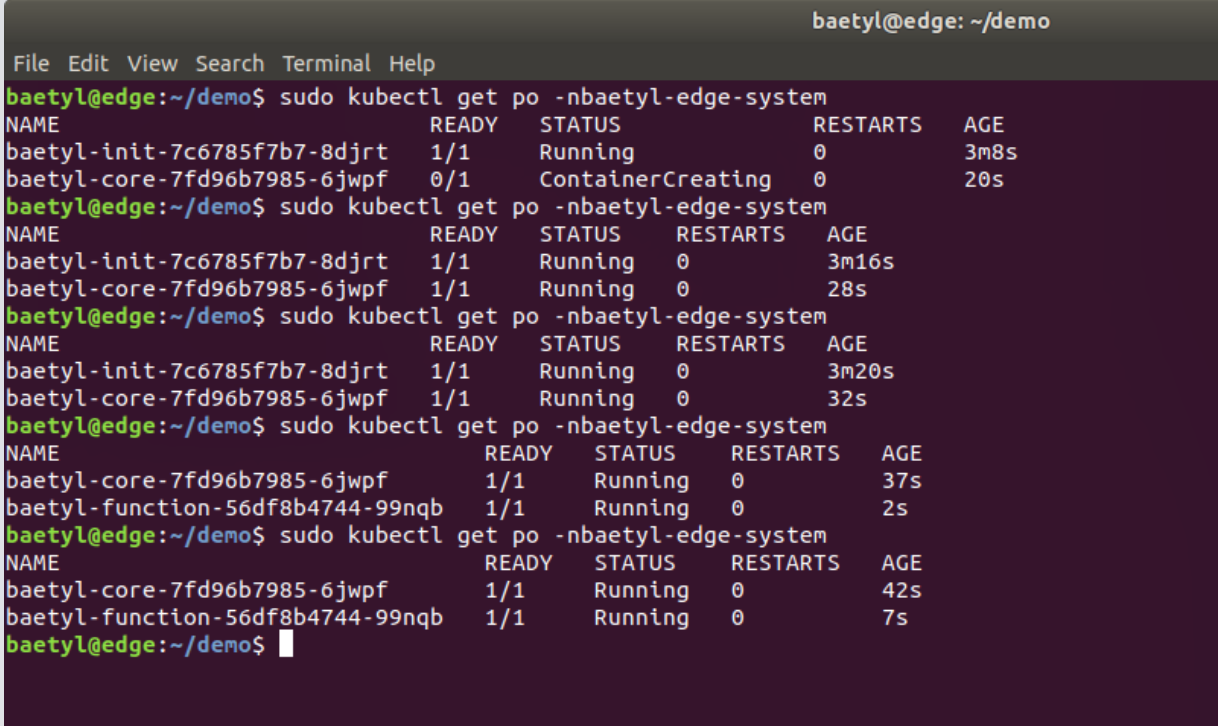 baetyl@edge: ~/demo
File Edit View Search Terminal Help
baetyl@edge:~/demo$ sudo kubectl get po -nbaetyl-edge-system
NAME READY STATUS RESTARTS AGE
baetyl-init-7c6785f7b7-8djrt 1/1 Running 0 3m8s
baetyl-core-7fd96b7985-6jwpf 0/1 ContainerCreating 0 20s
baetyl@edge:~/demo$ sudo kubectl get po -nbaetyl-edge-system
NAME READY STATUS RESTARTS AGE
baetyl-init-7c6785f7b7-8djrt 1/1 Running 0 3m16s
baetyl-core-7fd96b7985-6jwpf 1/1 Running 0 28s
baetyl@edge:~/demo$ sudo kubectl get po -nbaetyl-edge-system
NAME READY STATUS RESTARTS AGE
baetyl-init-7c6785f7b7-8djrt 1/1 Running 0 3m20s
baetyl-core-7fd96b7985-6jwpf 1/1 Running 0 32s
baetyl@edge:~/demo$ sudo kubectl get po -nbaetyl-edge-system
NAME READY STATUS RESTARTS AGE
baetyl-core-7fd96b7985-6jwpf 1/1 Running 0 37s
baetyl-function-56df8b4744-99nqb 1/1 Running 0 2s
baetyl@edge:~/demo$ sudo kubectl get po -nbaetyl-edge-system
NAME READY STATUS RESTARTS AGE
baetyl-core-7fd96b7985-6jwpf 1/1 Running 0 42s
baetyl-function-56df8b4744-99nqb 1/1 Running 0 7s
baetyl@edge:~/demo$